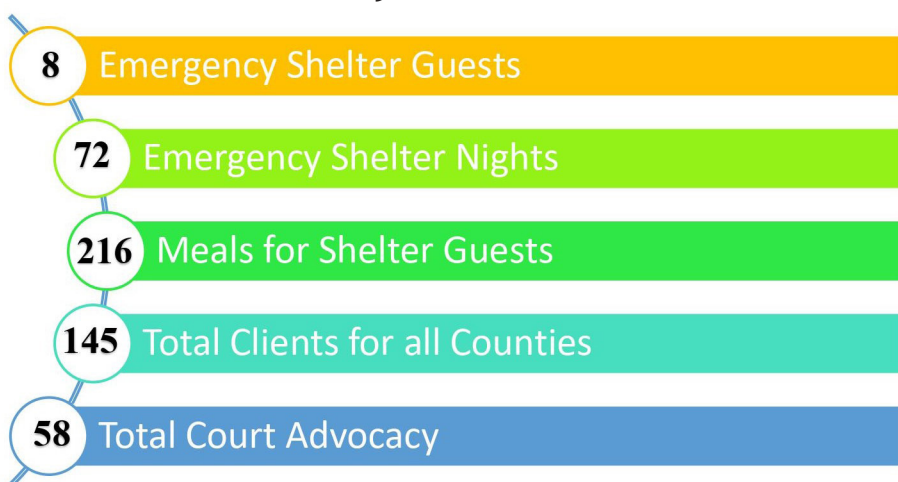 8 Emergency Shelter Guests
72 Emergency Shelter Nights
216 Meals for Shelter Guests
145 Total Clients for all Counties
58 Total Court Advocacy